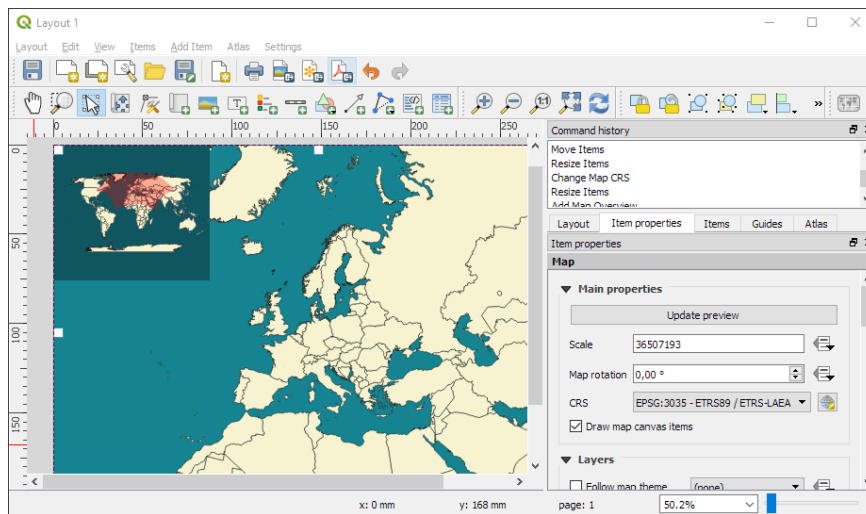 Layout 1
Layout Edit View Items Add Item Atlas Settings
0 50 100 150 200 250
Command history
Move Items
Resize Items
Change Map CRS
Resize Items
Add Map Overview
Layout Item properties Items Guides Atlas
Item properties
Map
Main properties
Update preview
Scale 36507193
Map rotation 0,00 °
CRS EPSG:3035 - ETRS89 / ETRS-LAEA
Draw map canvas items
Layers
Follow map theme (none)
0
50
100
150
x: 0 mm y: 168 mm page: 1 50.2%